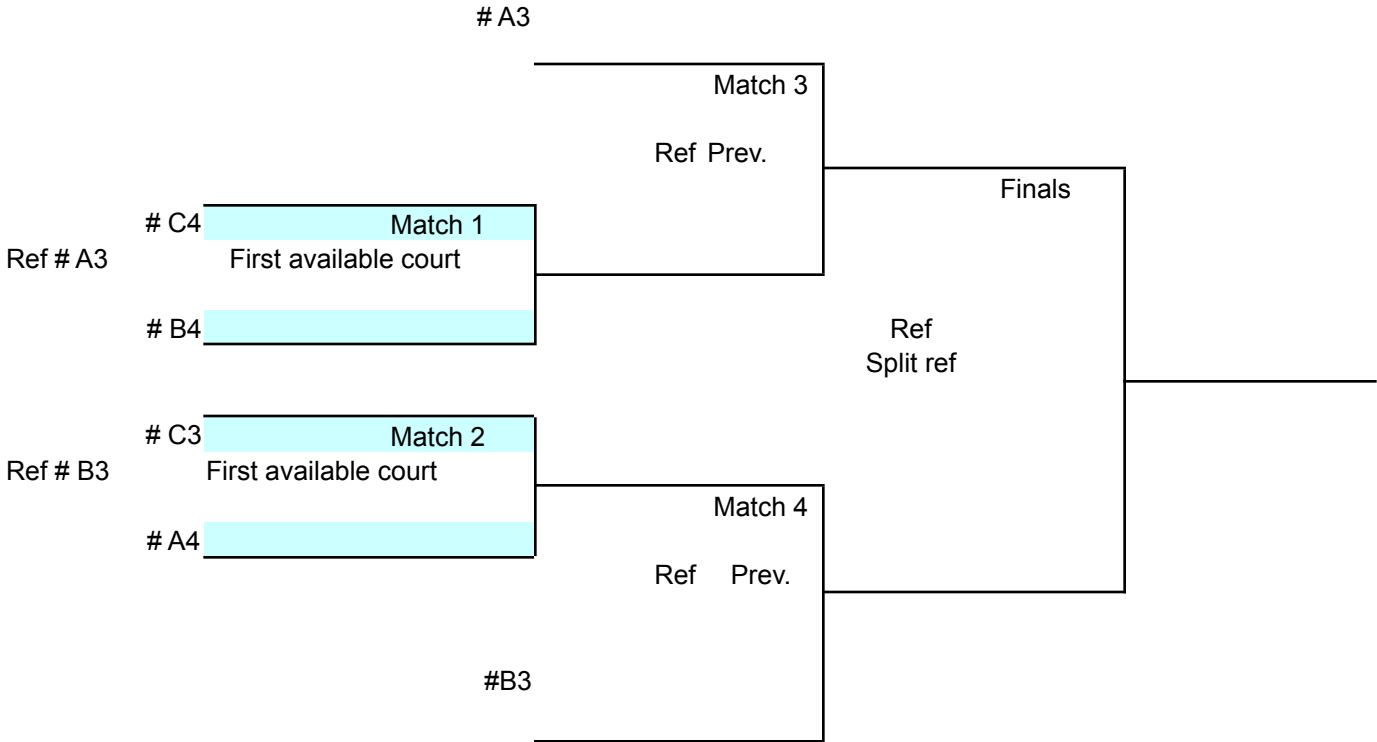 # A3
Match 3
Ref Prev.
Finals
# C4
Match 1
Ref # A3
First available court
# B4
Ref
Split ref
# C3
Match 2
Ref # B3
First available court
Match 4
# A4
Ref Prev.
#B3